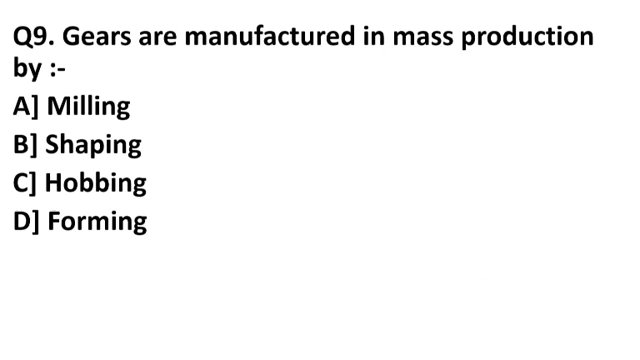 Q9. Gears are manufactured in mass production
by :-
A] Milling
B] Shaping
C] Hobbing
D] Forming